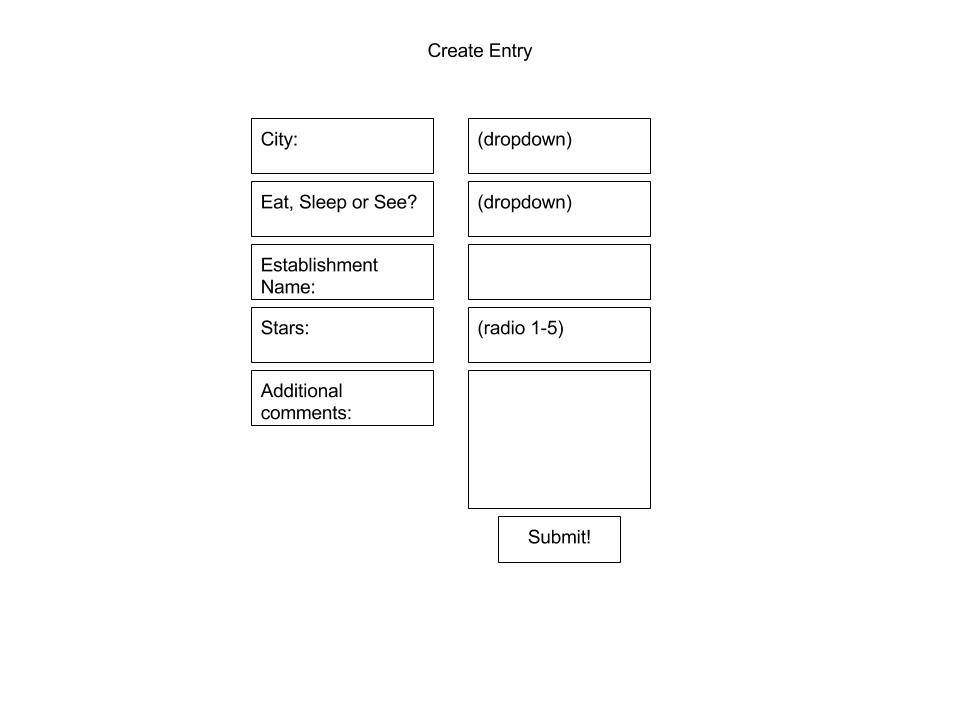 Create Entry
City:
(dropdown)
Eat, Sleep or See?
(dropdown)
Establishment
Name:
Stars:
(radio 1-5)
Additional
comments:
Submit!